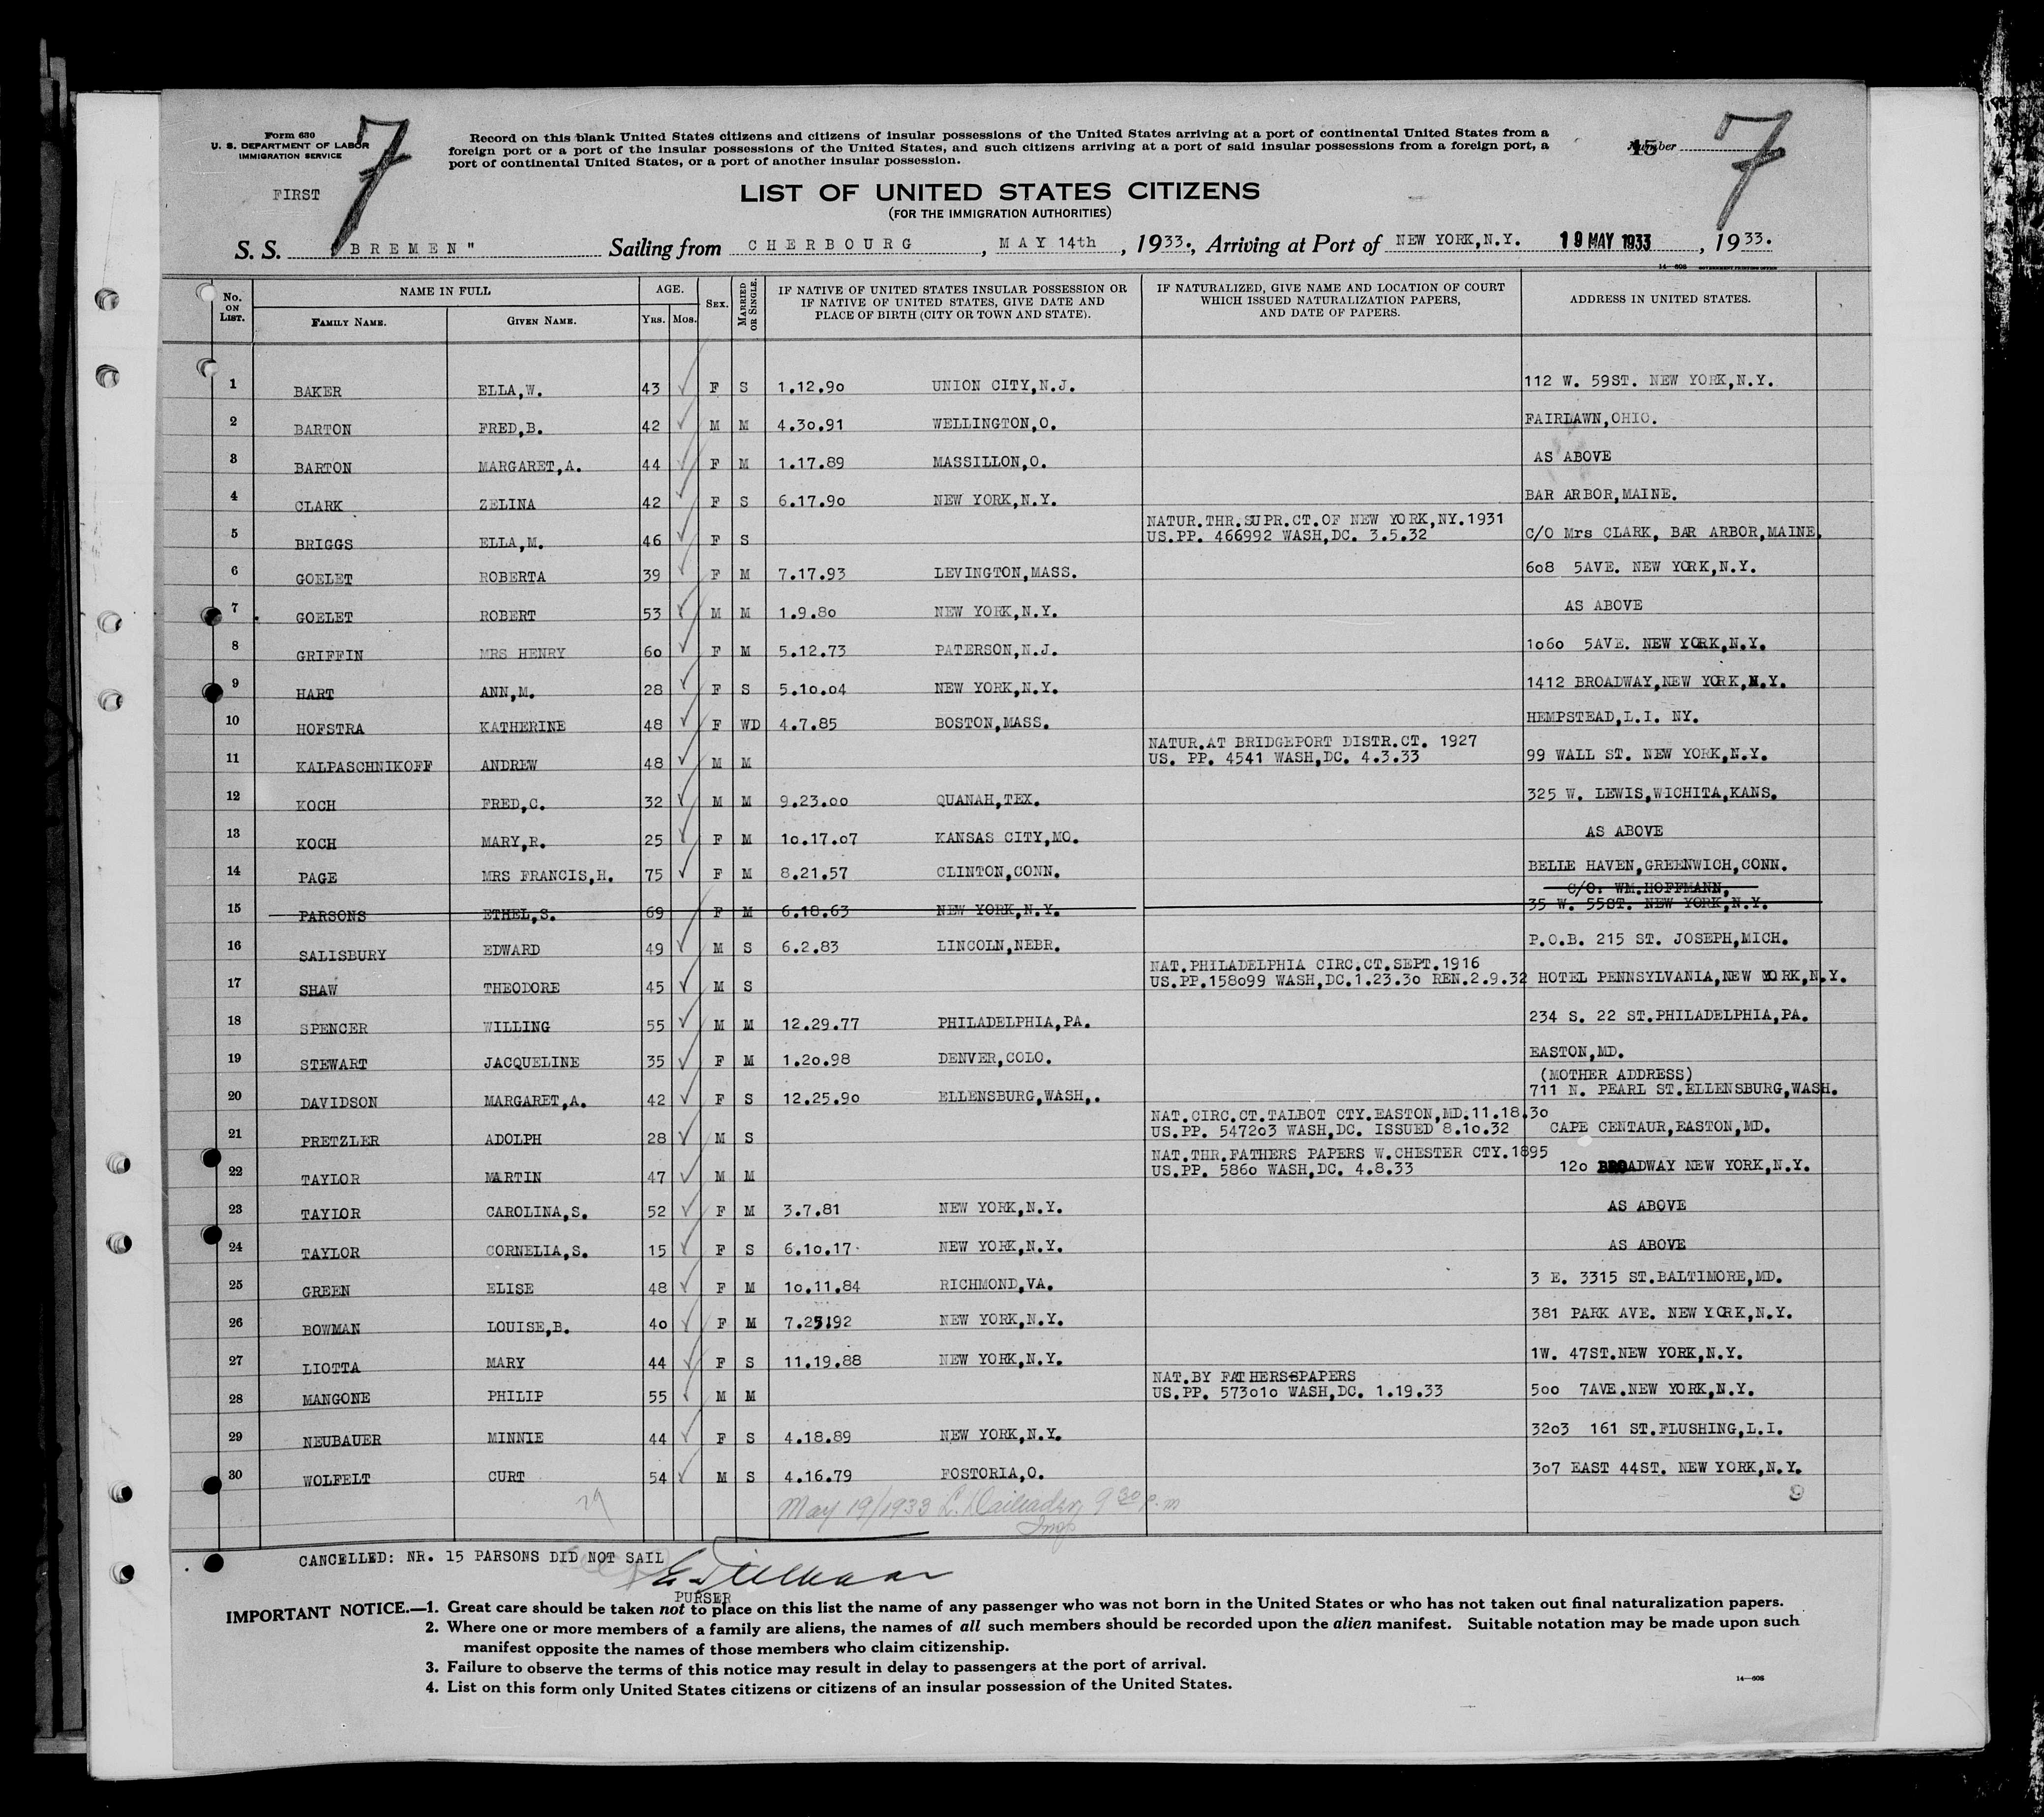 Form 630
U. S. DEPARTMENT OF LABOR
IMMIGRATION SERVICE
7
Record on this blank United States citizens and citizens of insular possessions of the United States arriving at a port of continental United States from a
foreign port or a port of the insular possessions of the United States, and such citizens arriving at a port of said insular possessions from a foreign port, a
port of continental United States, or a port of another insular possession.
Number 15
7
FIRST
LIST OF UNITED STATES CITIZENS
(FOR THE IMMIGRATION AUTHORITIES)
S. S. BREMEN" Sailing from CHERBOURG, MAY 14th, 1933., Arriving at Port of NEW YORK,N.Y. 19 MAY 1933, 1933.
14—608 GOVERNMENT PRINTING OFFICE
No. ON LIST. NAME IN FULL FAMILY NAME. GIVEN NAME. AGE. YRS. MOS. SEX. MARRIED OR SINGLE. IF NATIVE OF UNITED STATES INSULAR POSSESSION OR IF NATIVE OF UNITED STATES, GIVE DATE AND PLACE OF BIRTH (CITY OR TOWN AND STATE). IF NATURALIZED, GIVE NAME AND LOCATION OF COURT WHICH ISSUED NATURALIZATION PAPERS, AND DATE OF PAPERS. ADDRESS IN UNITED STATES.
1 BAKER ELLA,W. 43 F S 1.12.90 UNION CITY,N.J. 112 W. 59ST. NEW YORK,N.Y.
2 BARTON FRED,B. 42 M M 4.30.91 WELLINGTON,O. FAIRLAWN,OHIO.
3 BARTON MARGARET,A. 44 F M 1.17.89 MASSILLON,O. AS ABOVE
4 CLARK ZELINA 42 F S 6.17.90 NEW YORK,N.Y. BAR ARBOR,MAINE.
NATUR.THR.SUPR.CT.OF NEW YORK,NY.1931
5 BRIGGS ELLA,M. 46 F S US.PP. 466992 WASH,DC. 3.5.32 C/O Mrs CLARK, BAR ARBOR,MAINE.
6 GOELET ROBERTA 39 F M 7.17.93 LEVINGTON,MASS. 608 5AVE. NEW YORK,N.Y.
7 GOELET ROBERT 53 M M 1.9.80 NEW YORK,N.Y. AS ABOVE
8 GRIFFIN MRS HENRY 60 F M 5.12.73 PATERSON,N.J. 1060 5AVE. NEW YORK,N.Y.
9 HART ANN,M. 28 F S 5.10.04 NEW YORK,N.Y. 1412 BROADWAY,NEW YORK,N.Y.
10 HOFSTRA KATHERINE 48 F WD 4.7.85 BOSTON,MASS. HEMPSTEAD,L.I. NY.
NATUR.AT BRIDGEPORT DISTR.CT. 1927
11 KALPASCHNIKOFF ANDREW 48 M M US. PP. 4541 WASH,DC. 4.3.33 99 WALL ST. NEW YORK,N.Y.
12 KOCH FRED,C. 32 M M 9.23.00 QUANAH,TEX. 325 W. LEWIS,WICHITA,KANS.
13 KOCH MARY,R. 25 F M 10.17.07 KANSAS CITY,MO. AS ABOVE
14 PAGE MRS FRANCIS,H. 75 F M 8.21.57 CLINTON,CONN. BELLE HAVEN,GREENWICH,CONN.
C/O. WM.HOFFMANN,
15 PARSONS ETHEL,S. 69 F M 6.18.63 NEW YORK,N.Y. 35 W. 55ST. NEW YORK,N.Y.
16 SALISBURY EDWARD 49 M S 6.2.83 LINCOLN,NEBR. P.O.B. 215 ST. JOSEPH,MICH.
NAT.PHILADELPHIA CIRC.CT.SEPT.1916
17 SHAW THEODORE 45 M S US.PP.158099 WASH,DC.1.23.30 REN.2.9.32 HOTEL PENNSYLVANIA,NEW YORK,N.Y.
18 SPENCER WILLING 55 M M 12.29.77 PHILADELPHIA,PA. 234 S. 22 ST.PHILADELPHIA,PA.
19 STEWART JACQUELINE 35 F M 1.20.98 DENVER,COLO. EASTON,MD.
(MOTHER ADDRESS)
20 DAVIDSON MARGARET,A. 42 F S 12.25.90 ELLENSBURG,WASH,. 711 N. PEARL ST.ELLENSBURG,WASH.
NAT.CIRC.CT.TALBOT CTY.EASTON,MD.11.18.30
21 PRETZLER ADOLPH 28 M S US.PP. 547203 WASH,DC. ISSUED 8.10.32 CAPE CENTAUR,EASTON,MD.
NAT.THR.FATHERS PAPERS W.CHESTER CTY.1895
22 TAYLOR MARTIN 47 M M US.PP. 5860 WASH,DC. 4.8.33 120 BROADWAY NEW YORK,N.Y.
23 TAYLOR CAROLINA,S. 52 F M 3.7.81 NEW YORK,N.Y. AS ABOVE
24 TAYLOR CORNELIA,S. 15 F S 6.10.17 NEW YORK,N.Y. AS ABOVE
25 GREEN ELISE 48 F M 10.11.84 RICHMOND,VA. 3 E. 3315 ST.BALTIMORE,MD.
26 BOWMAN LOUISE,B. 40 F M 7.25192 NEW YORK,N.Y. 381 PARK AVE. NEW YORK,N.Y.
27 LIOTTA MARY 44 F S 11.19.88 NEW YORK,N.Y. 1W. 47ST.NEW YORK,N.Y.
NAT.BY FATHERSSPAPERS
28 MANGONE PHILIP 55 M M US.PP. 573010 WASH,DC. 1.19.33 500 7AVE.NEW YORK,N.Y.
29 NEUBAUER MINNIE 44 F S 4.18.89 NEW YORK,N.Y. 3203 161 ST.FLUSHING,L.I.
30 WOLFELT CURT 54 M S 4.16.79 FOSTORIA,O. 307 EAST 44ST. NEW YORK,N.Y.
29 May 19/1933 9 30 p.m 9
Insp
CANCELLED: NR. 15 PARSONS DID NOT SAIL
PURSER
IMPORTANT NOTICE.—1. Great care should be taken not to place on this list the name of any passenger who was not born in the United States or who has not taken out final naturalization papers.
2. Where one or more members of a family are aliens, the names of all such members should be recorded upon the alien manifest. Suitable notation may be made upon such
manifest opposite the names of those members who claim citizenship.
3. Failure to observe the terms of this notice may result in delay to passengers at the port of arrival.
4. List on this form only United States citizens or citizens of an insular possession of the United States.
14—608